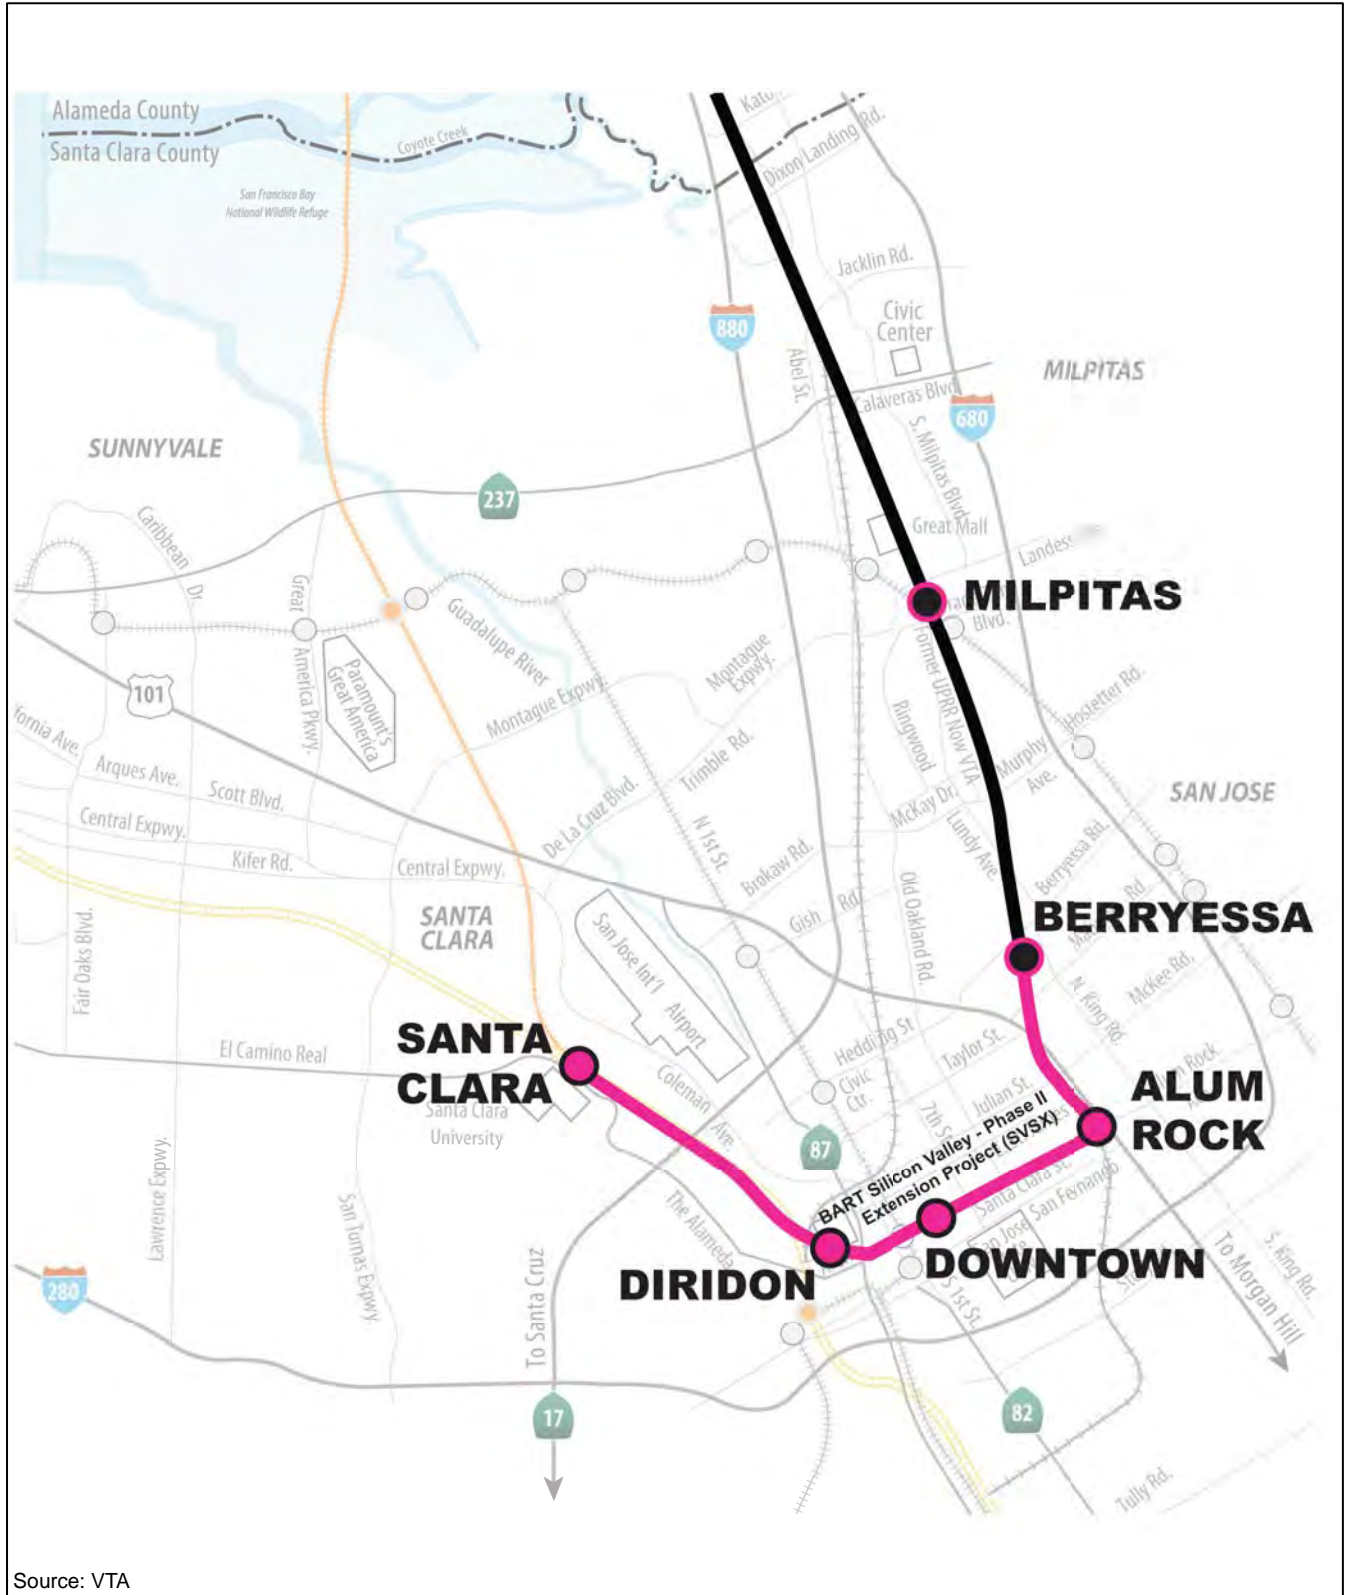 Alameda County
Santa Clara County
Coyote Creek
San Francisco Bay
National Wildlife Refuge
Dixon Landing Rd.
Jacklin Rd.
880
Civic
Center
Abel St.
MILPITAS
Calaveras Blvd.
680
SUNNYVALE
S. Milpitas Blvd.
237
Great Mall
Caribbean Dr.
Great America Pkwy.
MILPITAS
Blvd.
Guadalupe River
Paramount's
Great America
Montague
Expwy.
Former UPRR Now VTA
101
Montague Expwy.
Hostetter Rd.
Ringwood
Arques Ave.
Trimble Rd.
Murphy
Ave.
SAN JOSE
Scott Blvd.
McKay Dr.
Central Expwy.
De La Cruz Blvd.
N 1st St.
Lundy Ave.
Kifer Rd.
Central Expwy.
Brokaw Rd.
Berryessa Rd.
Rd.
SANTA
CLARA
Gish Rd.
Old Oakland Rd.
BERRYESSA
Fair Oaks Blvd.
San Jose Int'l Airport
N. King Rd.
McKee Rd.
SANTA
CLARA
El Camino Real
Hedding St
Taylor St.
Coleman Ave.
Civic
Ctr.
ALUM
ROCK
Santa Clara
University
Julian St.
87
BART Silicon Valley - Phase II
Extension Project (SVSX)
Lawrence Expwy.
Santa Clara St.
San Fernando
The Alameda
San Jose
DOWNTOWN
DIRIDON
To Santa Cruz
S 1st St.
To Morgan Hill
S. King Rd.
280
17
82
Tully Rd.
Source: VTA